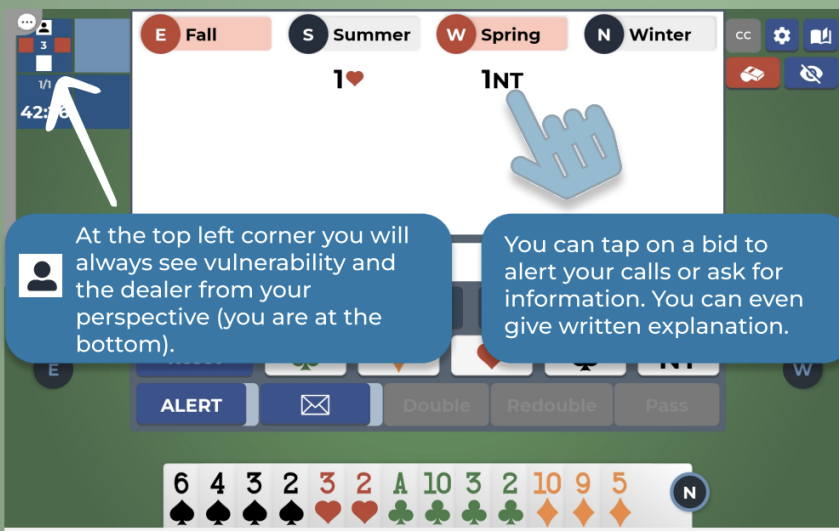 E Fall S Summer W Spring N Winter CC
3
1♥ 1NT
1/1
At the top left corner you will
always see vulnerability and
the dealer from your
perspective (you are at the
bottom).
You can tap on a bid to
alert your calls or ask for
information. You can even
give written explanation.
E NT W
ALERT Double Redouble Pass
6 4 3 2 3 2 A 10 3 2 10 9 5 N